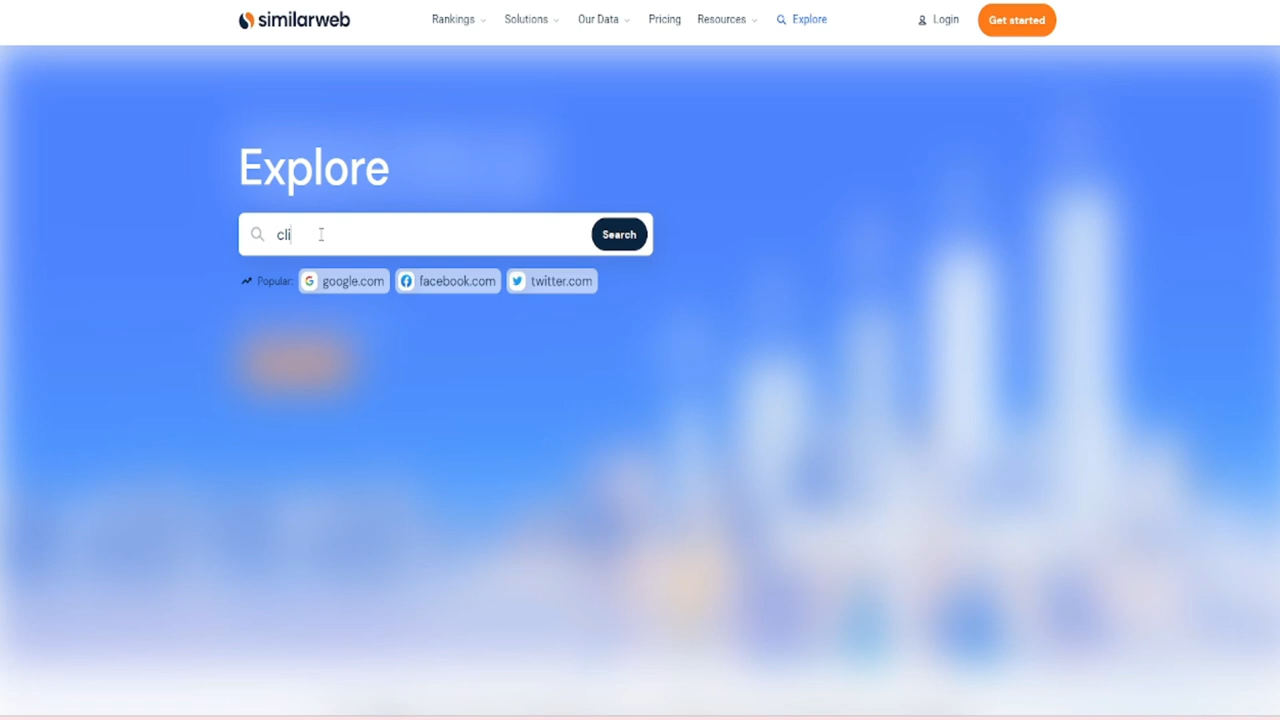 similarweb Rankings Solutions Our Data Pricing Resources Explore Login Get started
Explore
cli Search
Popular: google.com facebook.com twitter.com